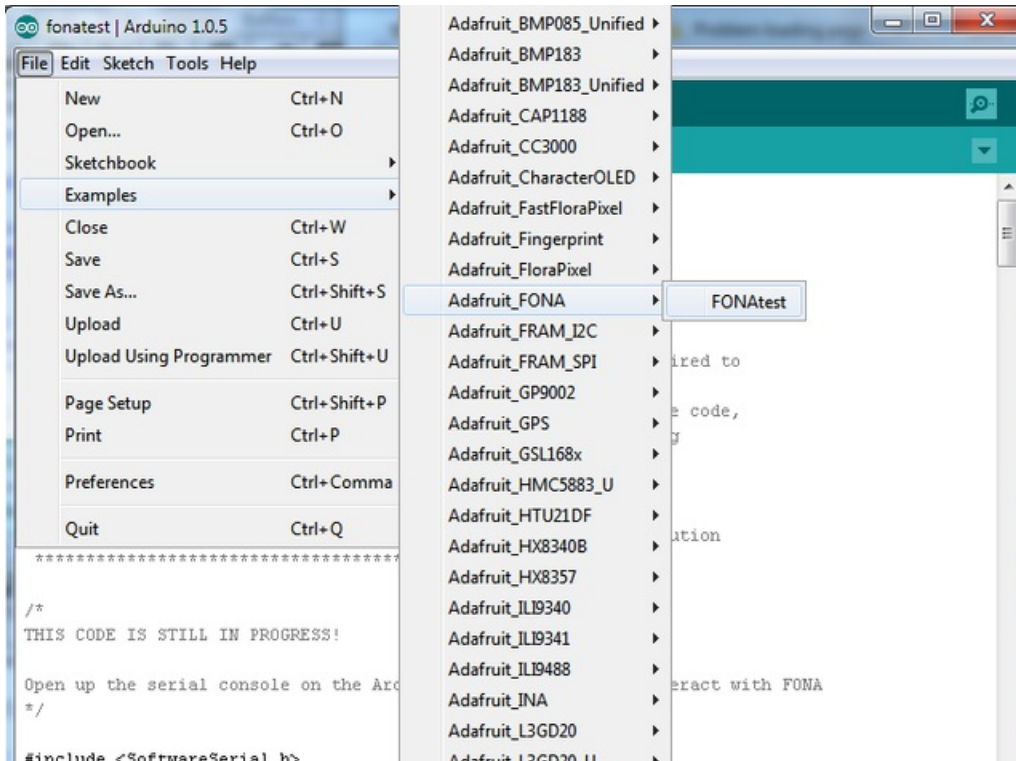 fonatest | Arduino 1.0.5
File Edit Sketch Tools Help
New Ctrl+N
Open... Ctrl+O
Sketchbook
Examples
Close Ctrl+W
Save Ctrl+S
Save As... Ctrl+Shift+S
Upload Ctrl+U
Upload Using Programmer Ctrl+Shift+U
Page Setup Ctrl+Shift+P
Print Ctrl+P
Preferences Ctrl+Comma
Quit Ctrl+Q
Adafruit_BMP085_Unified
Adafruit_BMP183
Adafruit_BMP183_Unified
Adafruit_CAP1188
Adafruit_CC3000
Adafruit_CharacterOLED
Adafruit_FastFloraPixel
Adafruit_Fingerprint
Adafruit_FloraPixel
Adafruit_FONA
Adafruit_FRAM_I2C
Adafruit_FRAM_SPI
Adafruit_GP9002
Adafruit_GPS
Adafruit_GSL168x
Adafruit_HMC5883_U
Adafruit_HTU21DF
Adafruit_HX8340B
Adafruit_HX8357
Adafruit_ILI9340
Adafruit_ILI9341
Adafruit_ILI9488
Adafruit_INA
Adafruit_L3GD20
Adafruit_L3GD20_U
FONAtest
ired to
e code,
g
ution
***********************************
/*
THIS CODE IS STILL IN PROGRESS!
Open up the serial console on the Ard
eract with FONA
*/
#include <SoftwareSerial.h>